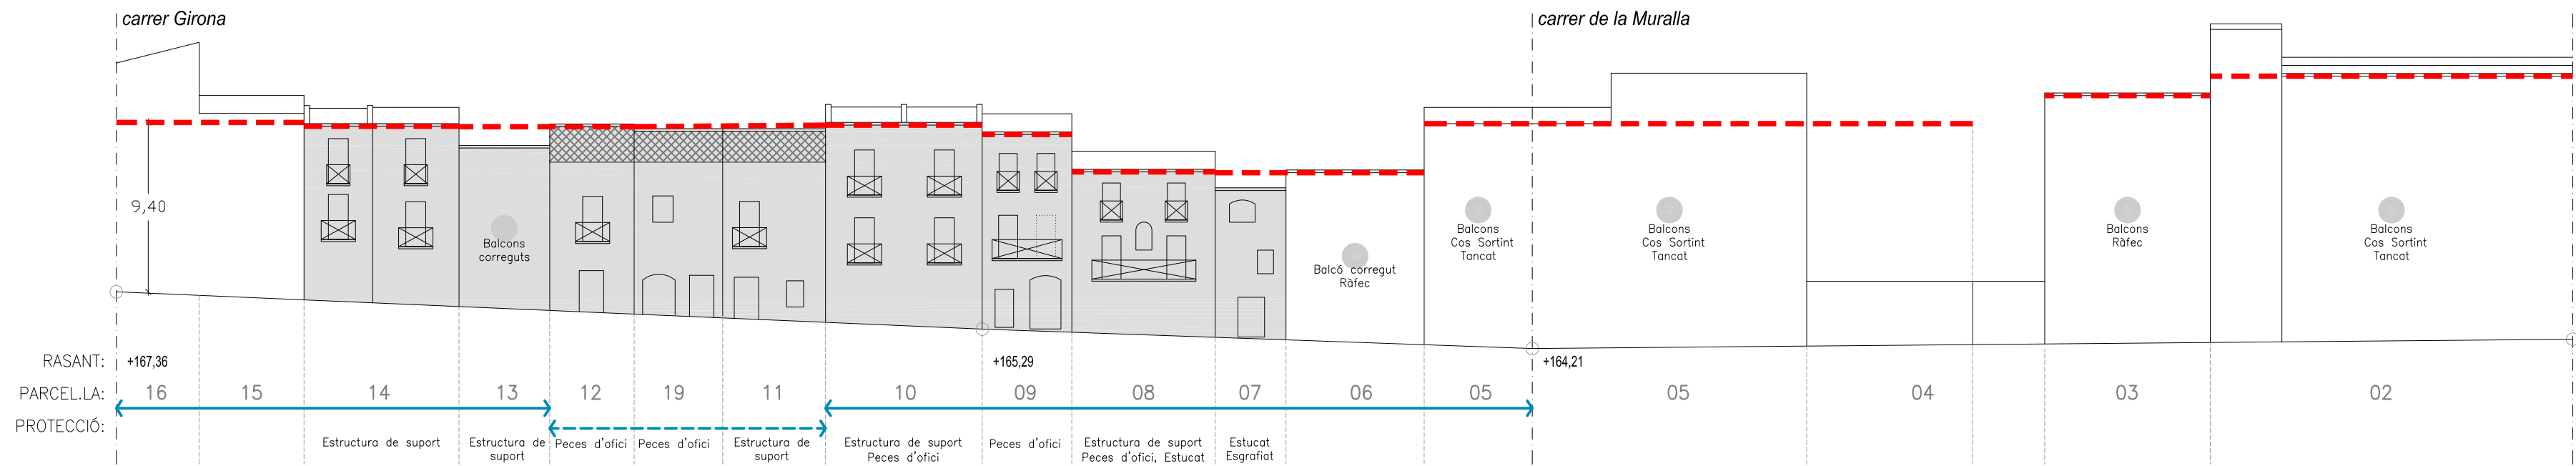 carrer Girona
carrer de la Muralla
9,40
Balcons
correguts
Balcó corregut
Ràfec
Balcons
Cos Sortint
Tancat
Balcons
Cos Sortint
Tancat
Balcons
Ràfec
Balcons
Cos Sortint
Tancat
RASANT: +167,36 +165,29 +164,21
PARCEL.LA: 16 15 14 13 12 19 11 10 09 08 07 06 05 05 04 03 02
PROTECCIÓ:
Estructura de suport
Estructura de
suport
Peces d'ofici
Peces d'ofici
Estructura de
suport
Estructura de suport
Peces d'ofici
Peces d'ofici
Estructura de suport
Peces d'ofici, Estucat
Estucat
Esgrafiat